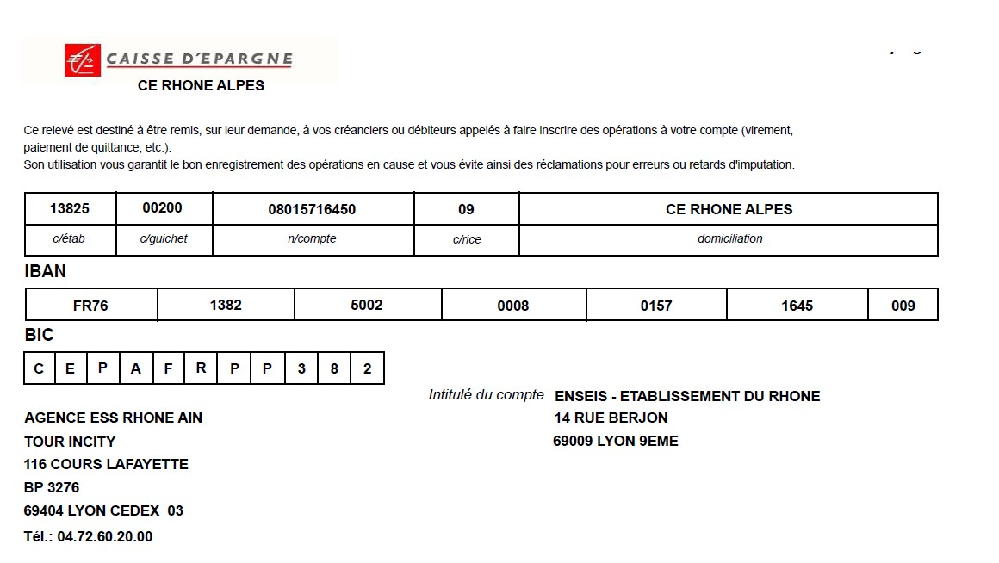 CAISSE D'EPARGNE
CE RHONE ALPES
Ce relevé est destiné à être remis, sur leur demande, à vos créanciers ou débiteurs appelés à faire inscrire des opérations à votre compte (virement,
paiement de quittance, etc.).
Son utilisation vous garantit le bon enregistrement des opérations en cause et vous évite ainsi des réclamations pour erreurs ou retards d'imputation.
13825 00200 08015716450 09 CE RHONE ALPES
c/étab c/guichet n/compte c/rice domiciliation
IBAN
FR76 1382 5002 0008 0157 1645 009
BIC
C E P A F R P P 3 8 2
Intitulé du compte ENSEIS - ETABLISSEMENT DU RHONE
14 RUE BERJON
69009 LYON 9EME
AGENCE ESS RHONE AIN
TOUR INCITY
116 COURS LAFAYETTE
BP 3276
69404 LYON CEDEX 03
Tél.: 04.72.60.20.00